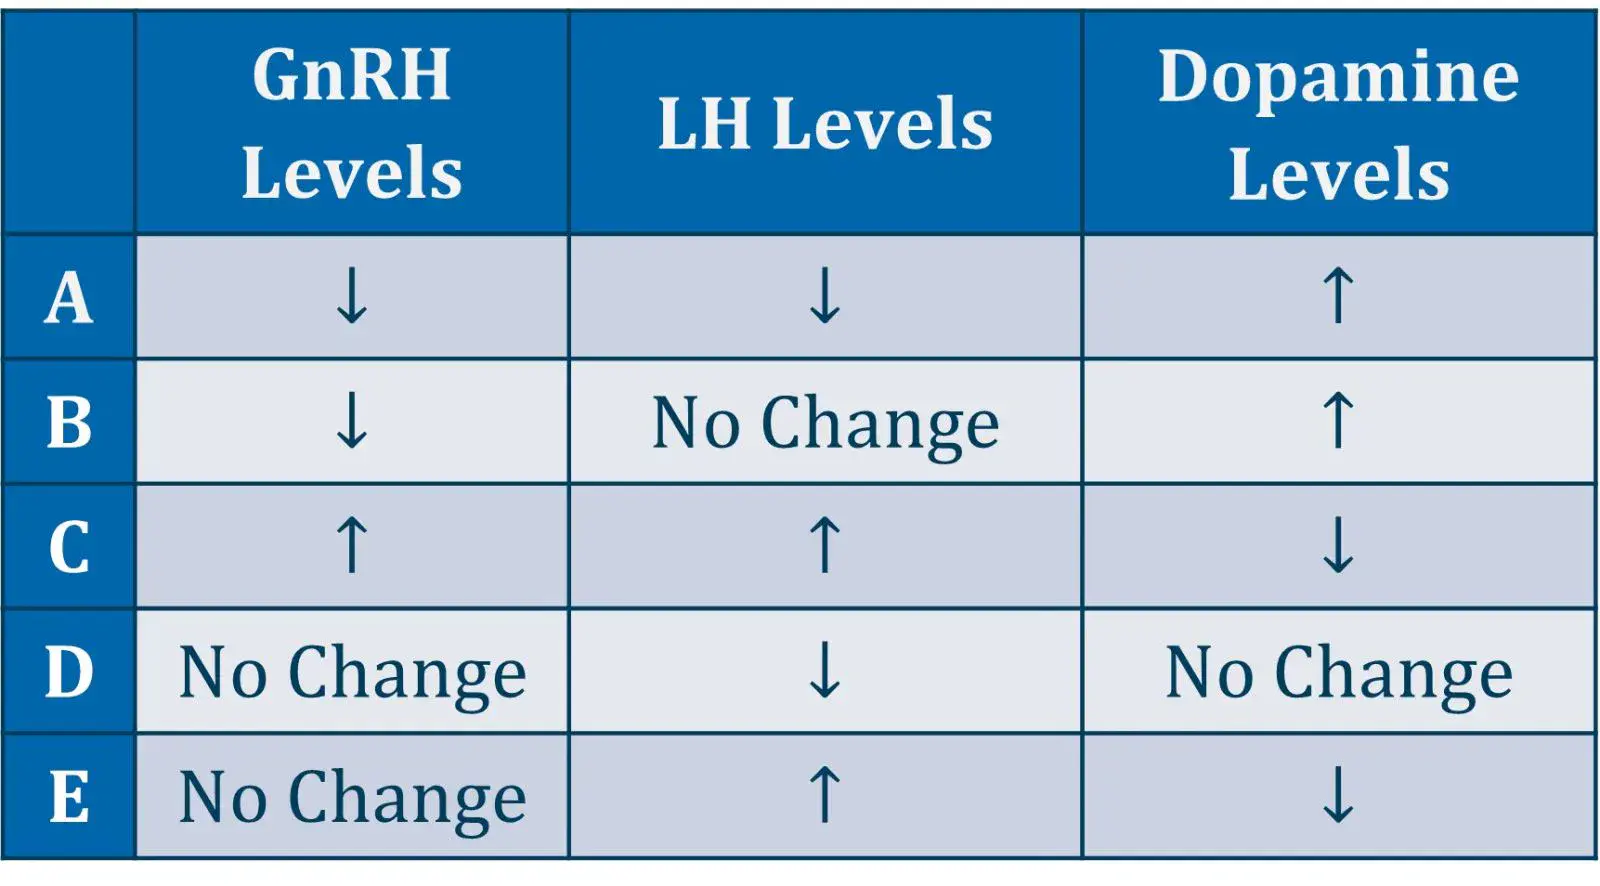 GnRH Levels LH Levels Dopamine Levels
A ↓ ↓ ↑
B ↓ No Change ↑
C ↑ ↑ ↓
D No Change ↓ No Change
E No Change ↑ ↓